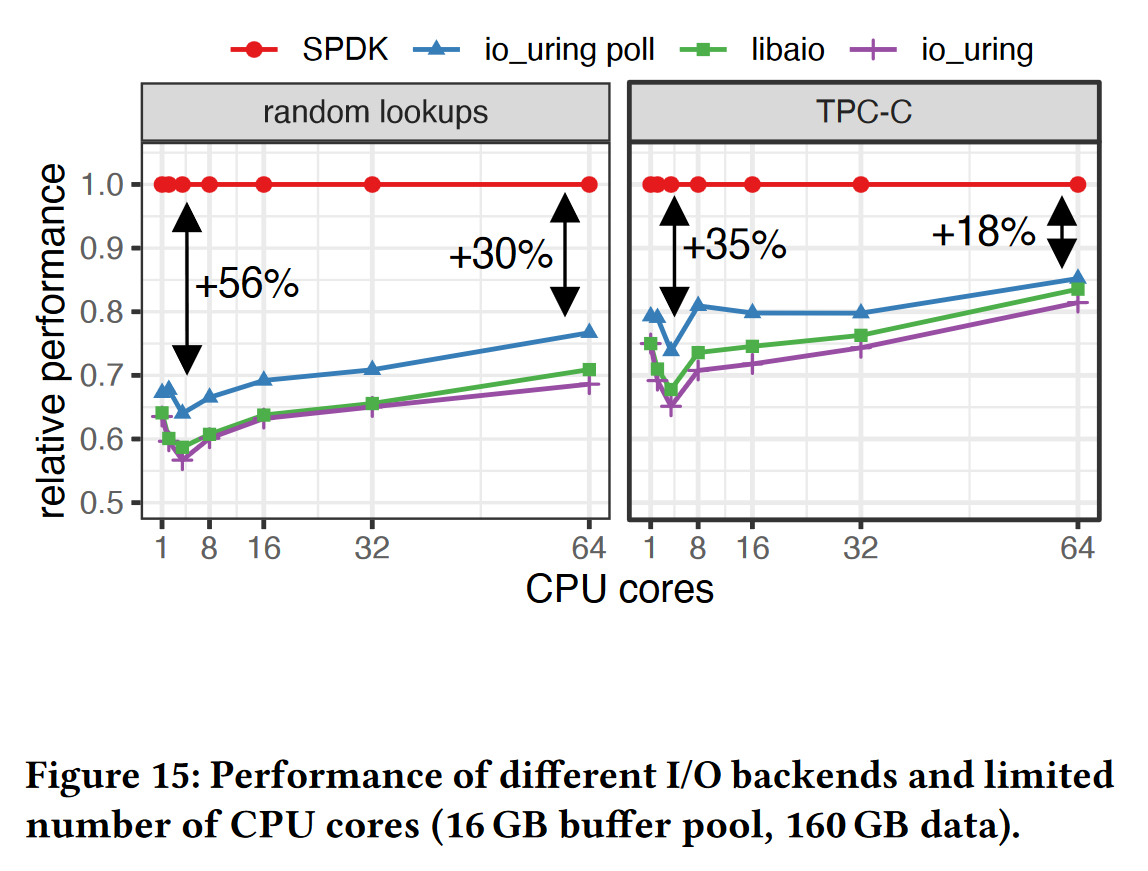 SPDK io_uring poll libaio io_uring
random lookups TPC-C
relative performance
1.0
0.9
0.8
0.7
0.6
0.5
+56%
+30%
+35%
+18%
1 8 16 32 64 1 8 16 32 64
CPU cores
Figure 15: Performance of different I/O backends and limited
number of CPU cores (16 GB buffer pool, 160 GB data).